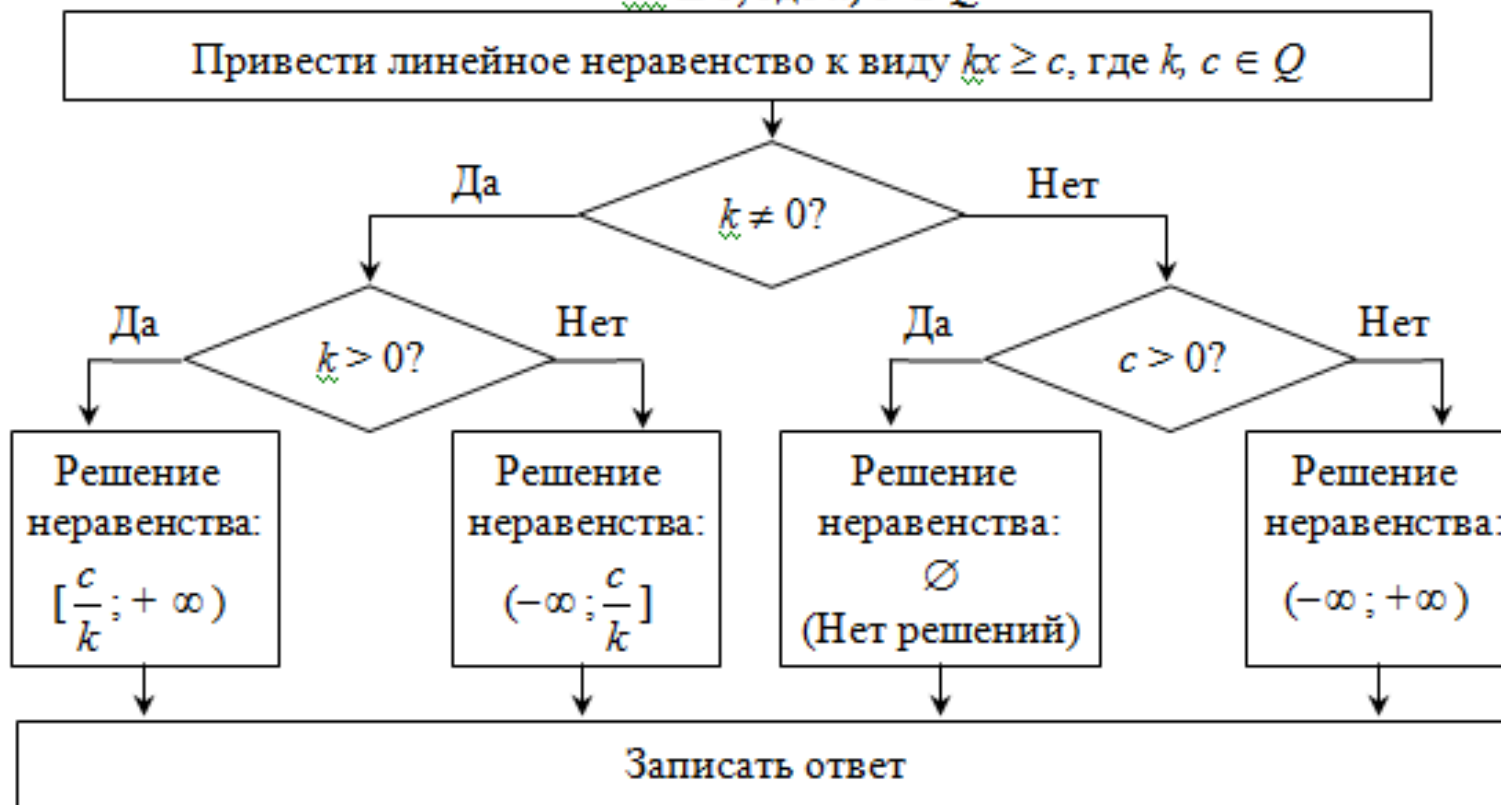 Привести линейное неравенство к виду kx ≥ c, где k, c ∈ Q
Да
k ≠ 0?
Нет
Да
k > 0?
Нет
Да
c > 0?
Нет
Решение
неравенства:
[c/k; + ∞)
Решение
неравенства:
(–∞; c/k]
Решение
неравенства:
∅
(Нет решений)
Решение
неравенства:
(–∞; +∞)
Записать ответ